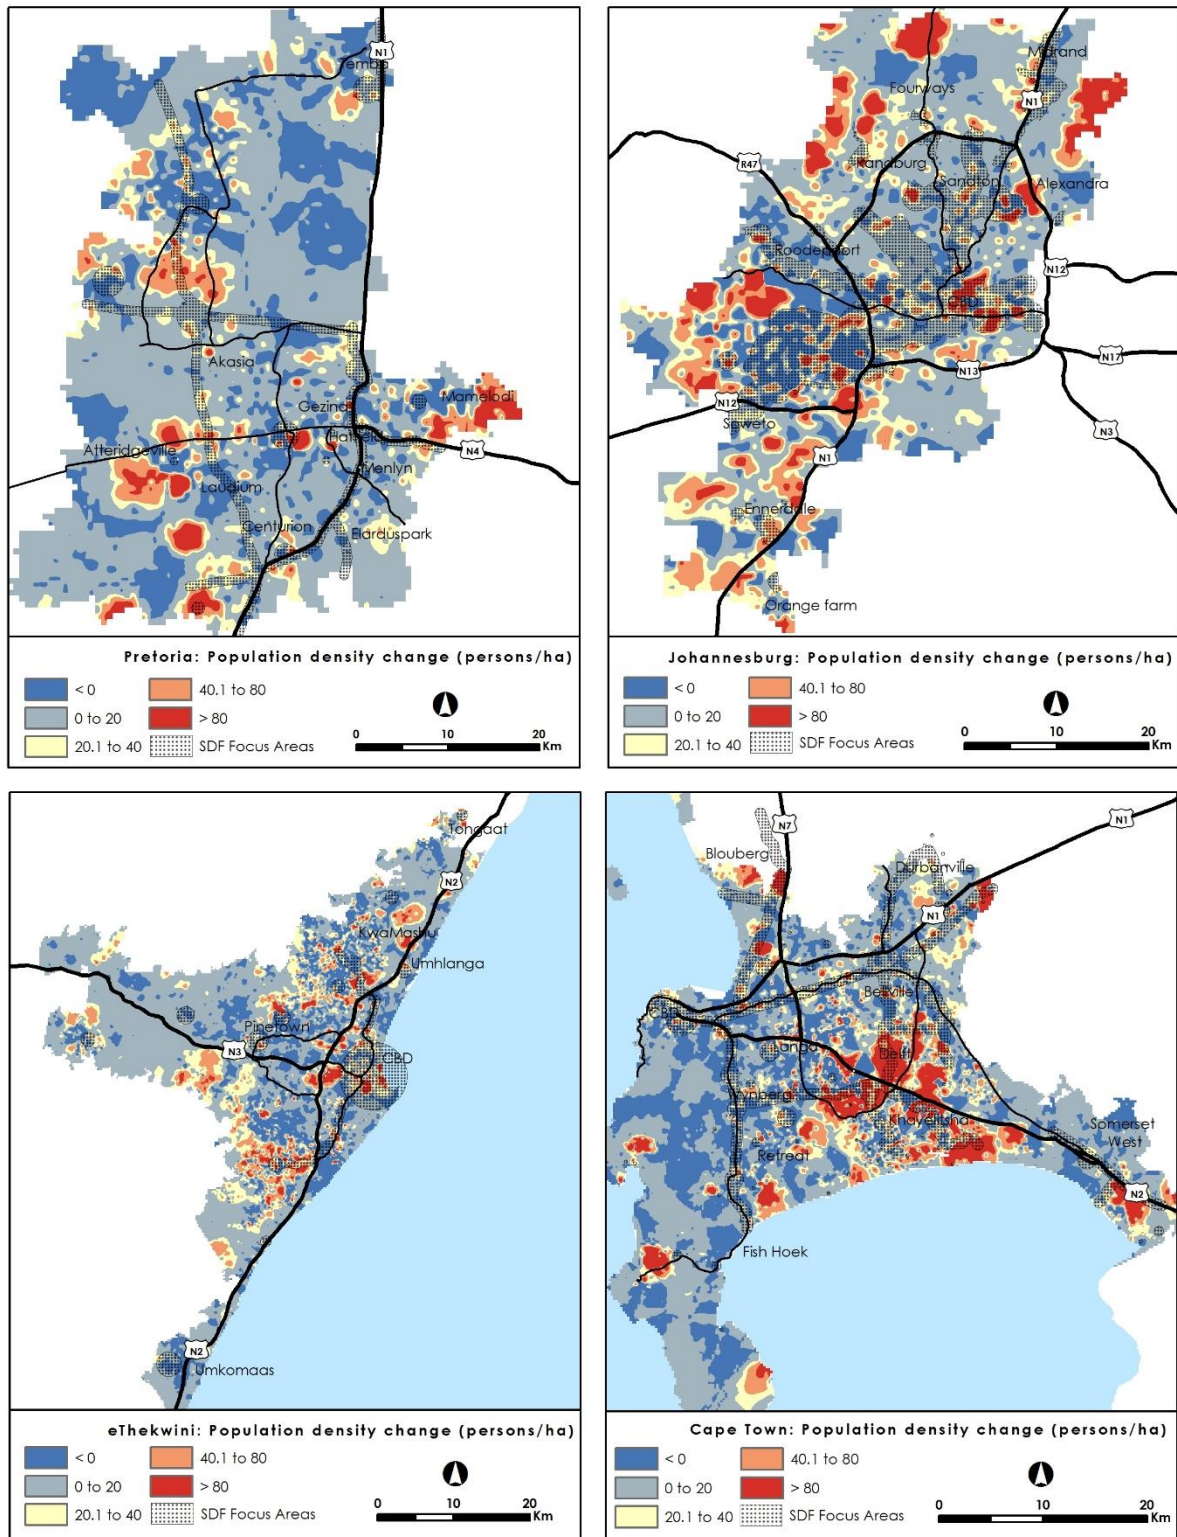 N1
Temba
Akasia
Gezina
Mamelodi
Hatfield
N4
Atteridgeville
Menlyn
Laudium
Centurion
Elarduspark
Pretoria: Population density change (persons/ha)
< 0
40.1 to 80
0 to 20
> 80
20.1 to 40
SDF Focus Areas
0 10 20
Km
Midrand
Fourways
N1
R47
Randburg
Sandton
Alexandra
Roodepoort
N12
CBD
N17
N13
N12
Soweto
N3
N1
Ennerdale
Orange farm
Johannesburg: Population density change (persons/ha)
< 0
40.1 to 80
0 to 20
> 80
20.1 to 40
SDF Focus Areas
0 10 20
Km
Tongaat
N2
KwaMashu
Umhlanga
Pinetown
N3
CBD
N2
Umkomaas
eThekwini: Population density change (persons/ha)
< 0
40.1 to 80
0 to 20
> 80
20.1 to 40
SDF Focus Areas
0 10 20
Km
N7
N1
Blouberg
Durbanville
N1
Bellville
CBD
Langa
Delft
Wynberg
Khayelitsha
Somerset
West
Retreat
N2
Fish Hoek
Cape Town: Population density change (persons/ha)
< 0
40.1 to 80
0 to 20
> 80
20.1 to 40
SDF Focus Areas
0 10 20
Km